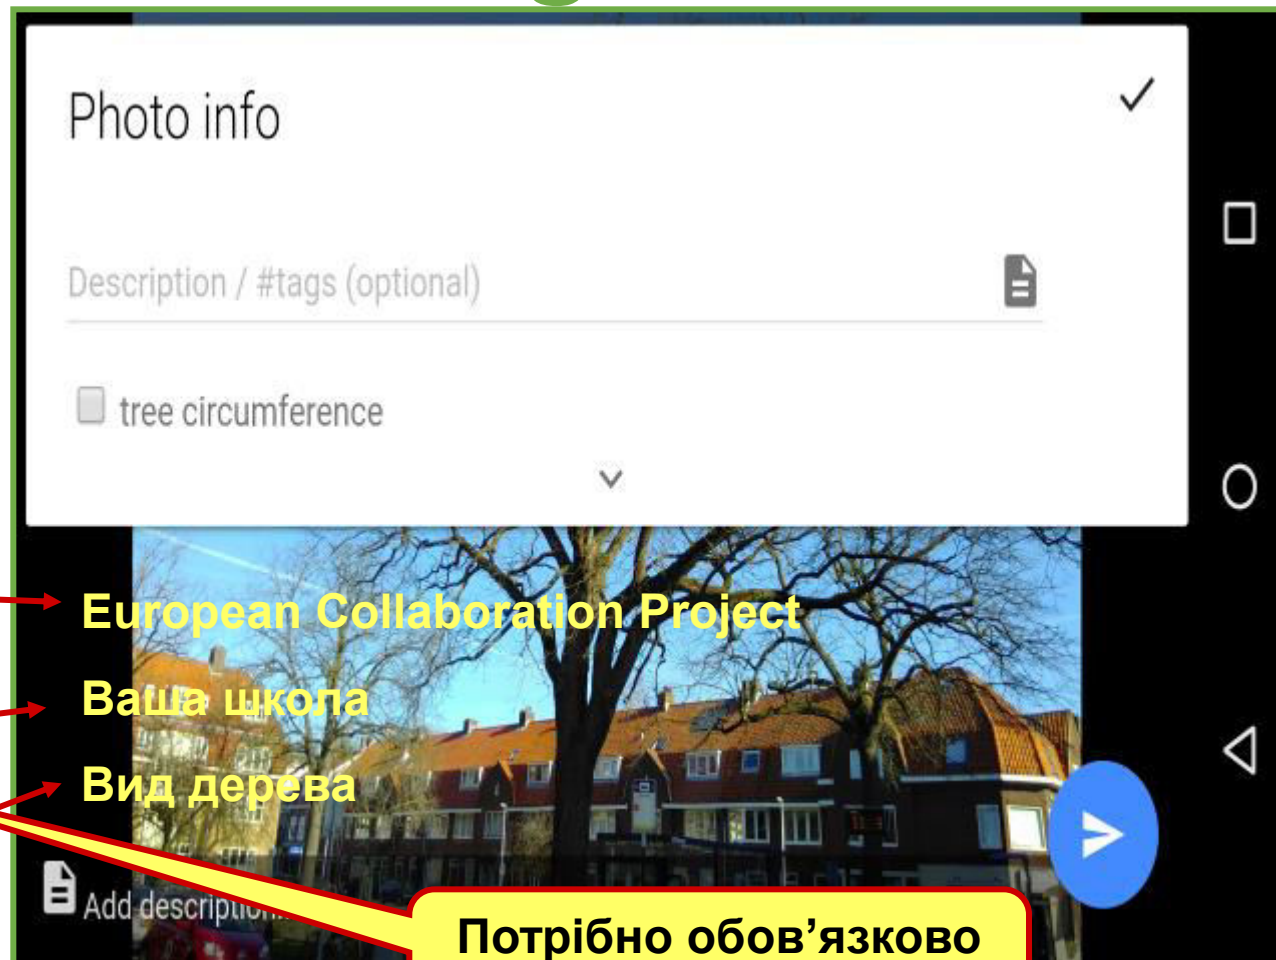 Photo info
Description / #tags (optional)
tree circumference
European Collaboration Project
Ваша школа
Вид дерева
Add description...
Потрібно обов’язково